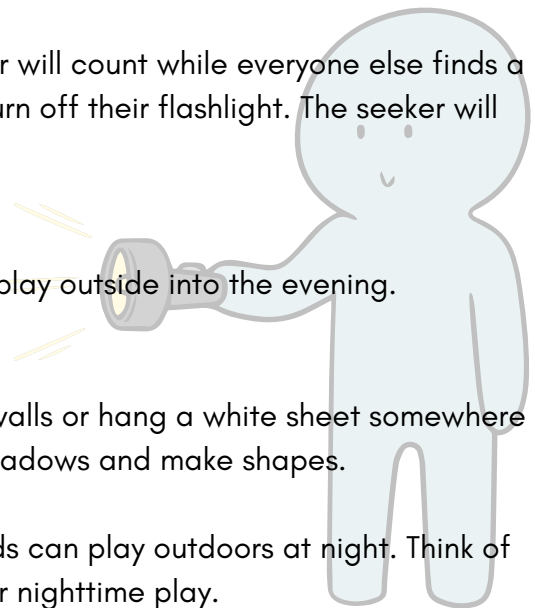 r will count while everyone else finds a
urn off their flashlight. The seeker will
play outside into the evening.
valls or hang a white sheet somewhere
adows and make shapes.
ds can play outdoors at night. Think of
r nighttime play.